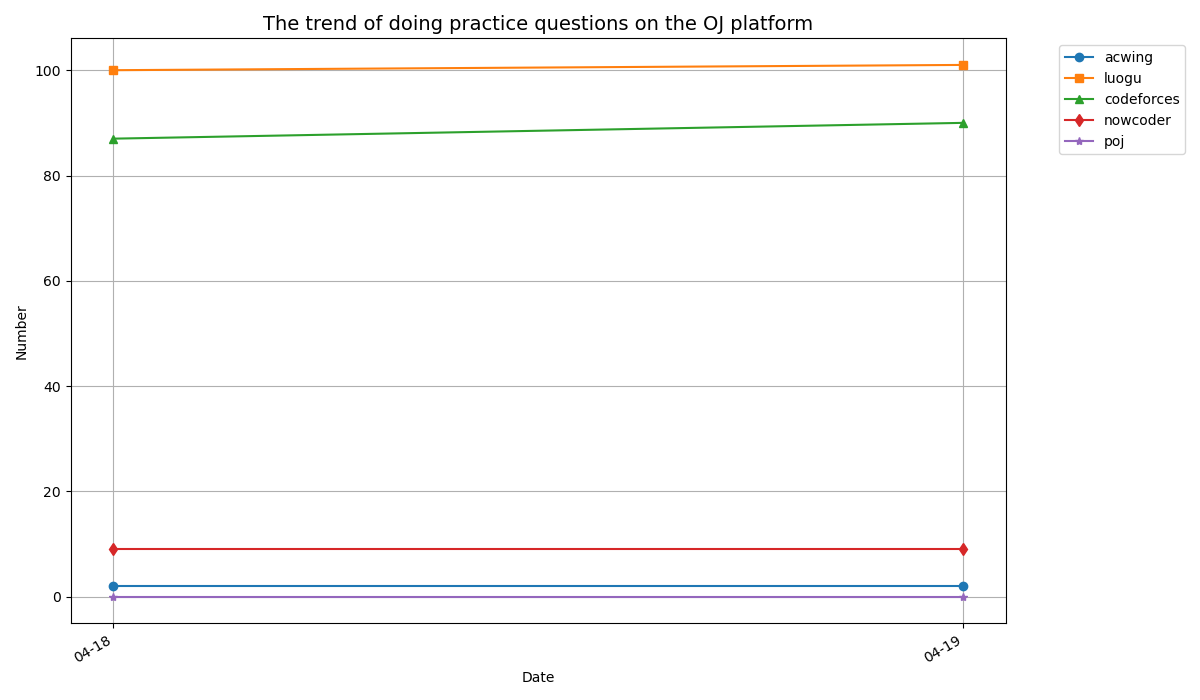 The trend of doing practice questions on the OJ platform
acwing
luogu
codeforces
nowcoder
poj
Number
100
80
60
40
20
0
04-18
04-19
Date